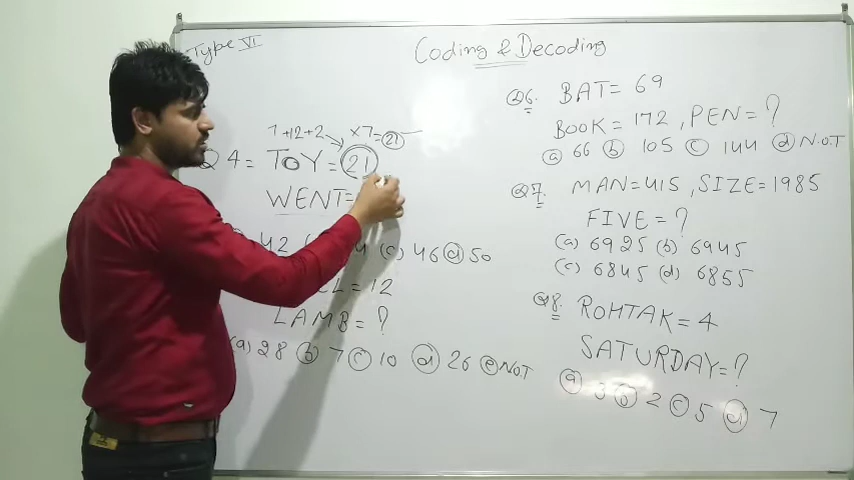 Type VI
Coding & Decoding
7+12+2 ×7=21
Q 4= TOY = 21
WENT=
42 (c) 46 (d) 50
L=12
LAMB= ?
(a) 28 (b) 7 (c) 10 (d) 26 (e) NOT
Q6. BAT= 69
BOOK = 172, PEN= ?
(a) 66 (b) 105 (c) 144 (d) N.O.T
Q7. MAN=415, SIZE=1985
FIVE = ?
(a) 6925 (b) 6945
(c) 6845 (d) 6855
Q8. ROHTAK= 4
SATURDAY=?
(a) 3 (b) 2 (c) 5 (d) 7